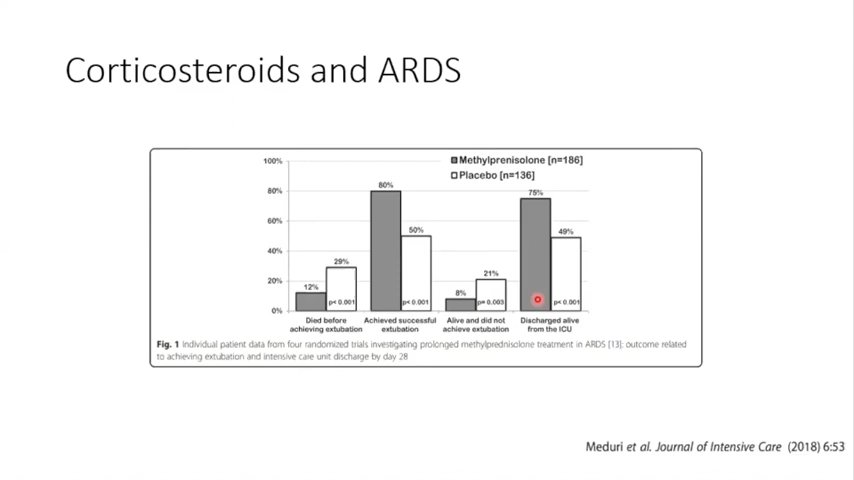 Corticosteroids and ARDS
Methylprenisolone [n=186]
Placebo [n=136]
100%
80%
60%
40%
20%
0%
12%
29%
p< 0.001
80%
50%
p< 0.001
8%
21%
p= 0.003
75%
49%
p< 0.001
Died before
achieving extubation
Achieved successful
extubation
Alive and did not
achieve extubation
Discharged alive
from the ICU
Fig. 1 Individual patient data from four randomized trials investigating prolonged methylprednisolone treatment in ARDS [13]: outcome related
to achieving extubation and intensive care unit discharge by day 28
Meduri et al. Journal of Intensive Care (2018) 6:53